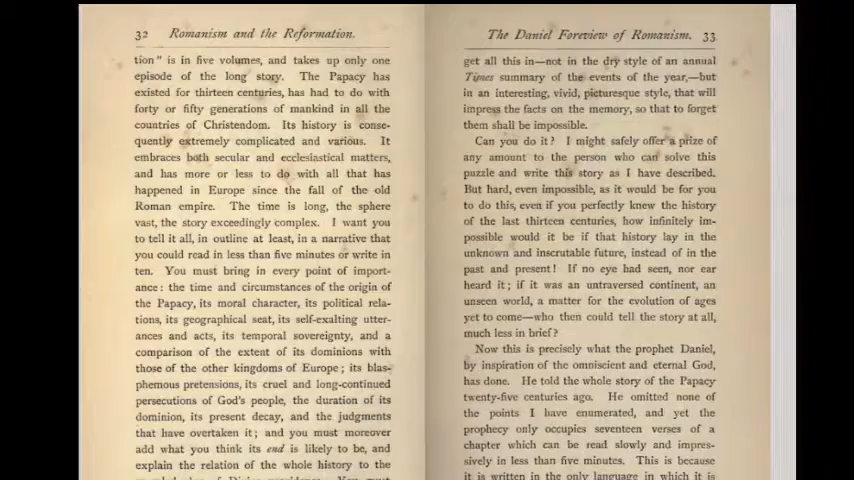 32 Romanism and the Reformation.
tion" is in five volumes, and takes up only one
episode of the long story. The Papacy has
existed for thirteen centuries, has had to do with
forty or fifty generations of mankind in all the
countries of Christendom. Its history is conse-
quently extremely complicated and various. It
embraces both secular and ecclesiastical matters,
and has more or less to do with all that has
happened in Europe since the fall of the old
Roman empire. The time is long, the sphere
vast, the story exceedingly complex. I want you
to tell it all, in outline at least, in a narrative that
you could read in less than five minutes or write in
ten. You must bring in every point of import-
ance: the time and circumstances of the origin of
the Papacy, its moral character, its political rela-
tions, its geographical seat, its self-exalting utter-
ances and acts, its temporal sovereignty, and a
comparison of the extent of its dominions with
those of the other kingdoms of Europe; its blas-
phemous pretensions, its cruel and long-continued
persecutions of God's people, the duration of its
dominion, its present decay, and the judgments
that have overtaken it; and you must moreover
add what you think its end is likely to be, and
explain the relation of the whole history to the
The Daniel Foreview of Romanism. 33
get all this in—not in the dry style of an annual
Times summary of the events of the year,—but
in an interesting, vivid, picturesque style, that will
impress the facts on the memory, so that to forget
them shall be impossible.
Can you do it? I might safely offer a prize of
any amount to the person who can solve this
puzzle and write this story as I have described.
But hard, even impossible, as it would be for you
to do this, even if you perfectly knew the history
of the last thirteen centuries, how infinitely im-
possible would it be if that history lay in the
unknown and inscrutable future, instead of in the
past and present! If no eye had seen, nor ear
heard it; if it was an untraversed continent, an
unseen world, a matter for the evolution of ages
yet to come—who then could tell the story at all,
much less in brief?
Now this is precisely what the prophet Daniel,
by inspiration of the omniscient and eternal God,
has done. He told the whole story of the Papacy
twenty-five centuries ago. He omitted none of
the points I have enumerated, and yet the
prophecy only occupies seventeen verses of a
chapter which can be read slowly and impres-
sively in less than five minutes. This is because
it is written in the only language in which it is